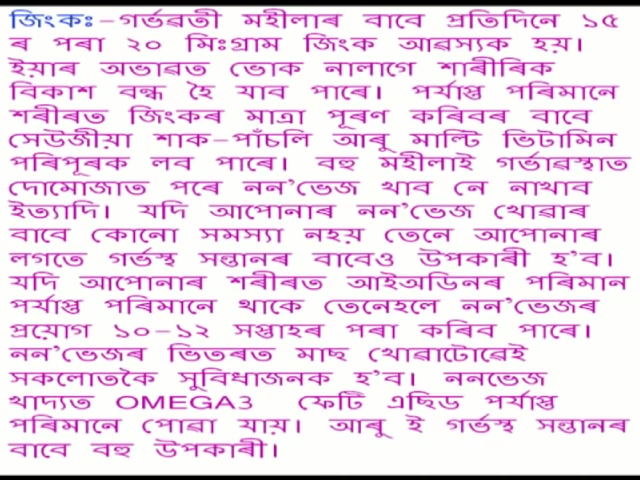 জিংকঃ-গৰ্ভৱতী মহীলাৰ বাবে প্ৰতিদিনে ১৫
ৰ পৰা ২০ মিঃগ্ৰাম জিংক আৱস্যক হয়।
ইয়াৰ অভাৱত ভোক নালাগে শাৰীৰিক
বিকাশ বন্ধ হৈ যাব পাৰে। পৰ্যাপ্ত পৰিমানে
শৰীৰত জিংকৰ মাত্ৰা পূৰণ কৰিবৰ বাবে
সেউজীয়া শাক-পাঁচলি আৰু মাল্টি ভিটামিন
পৰিপূৰক লব পাৰে। বহু মহীলাই গৰ্ভাৱস্থাত
দোমোজাত পৰে নন'ভেজ খাব নে নাখাব
ইত্যাদি। যদি আপোনাৰ নন'ভেজ খোৱাৰ
বাবে কোনো সমস্যা নহয় তেনে আপোনাৰ
লগতে গৰ্ভস্থ সন্তানৰ বাবেও উপকাৰী হ'ব।
যদি আপোনাৰ শৰীৰত আইঅডিনৰ পৰিমান
পৰ্যাপ্ত পৰিমানে থাকে তেনেহলে নন'ভেজৰ
প্ৰয়োগ ১০-১২ সপ্তাহৰ পৰা কৰিব পাৰে।
নন'ভেজৰ ভিতৰত মাছ খোৱাটোৱেই
সকলোতকৈ সুবিধাজনক হ'ব। ননভেজ
খাদ্যত OMEGA3 ফেটি এছিড পৰ্যাপ্ত
পৰিমানে পোৱা যায়। আৰু ই গৰ্ভস্থ সন্তানৰ
বাবে বহু উপকাৰী।